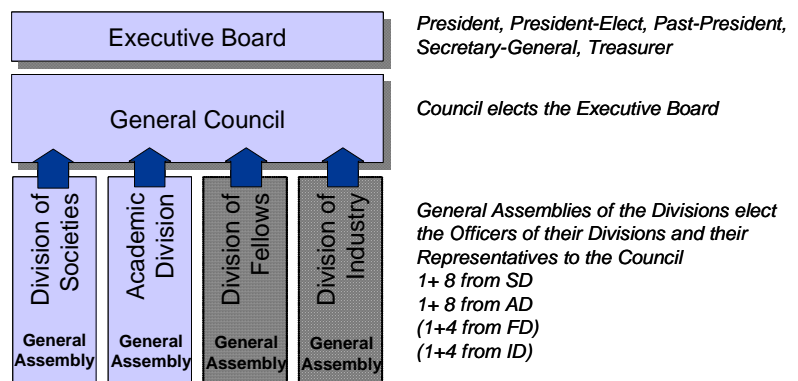 Executive Board
President, President-Elect, Past-President,
Secretary-General, Treasurer
General Council
Council elects the Executive Board
Division of
Societies
General
Assembly
Academic
Division
General
Assembly
Division of
Fellows
General
Assembly
Division of
Industry
General
Assembly
General Assemblies of the Divisions elect
the Officers of their Divisions and their
Representatives to the Council
1+ 8 from SD
1+ 8 from AD
(1+4 from FD)
(1+4 from ID)